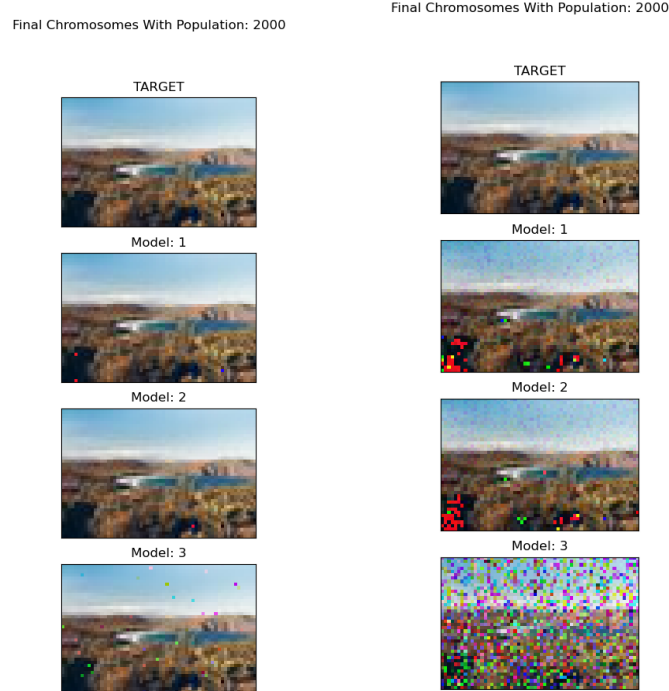 Final Chromosomes With Population: 2000
TARGET
Model: 1
Model: 2
Model: 3
Final Chromosomes With Population: 2000
TARGET
Model: 1
Model: 2
Model: 3